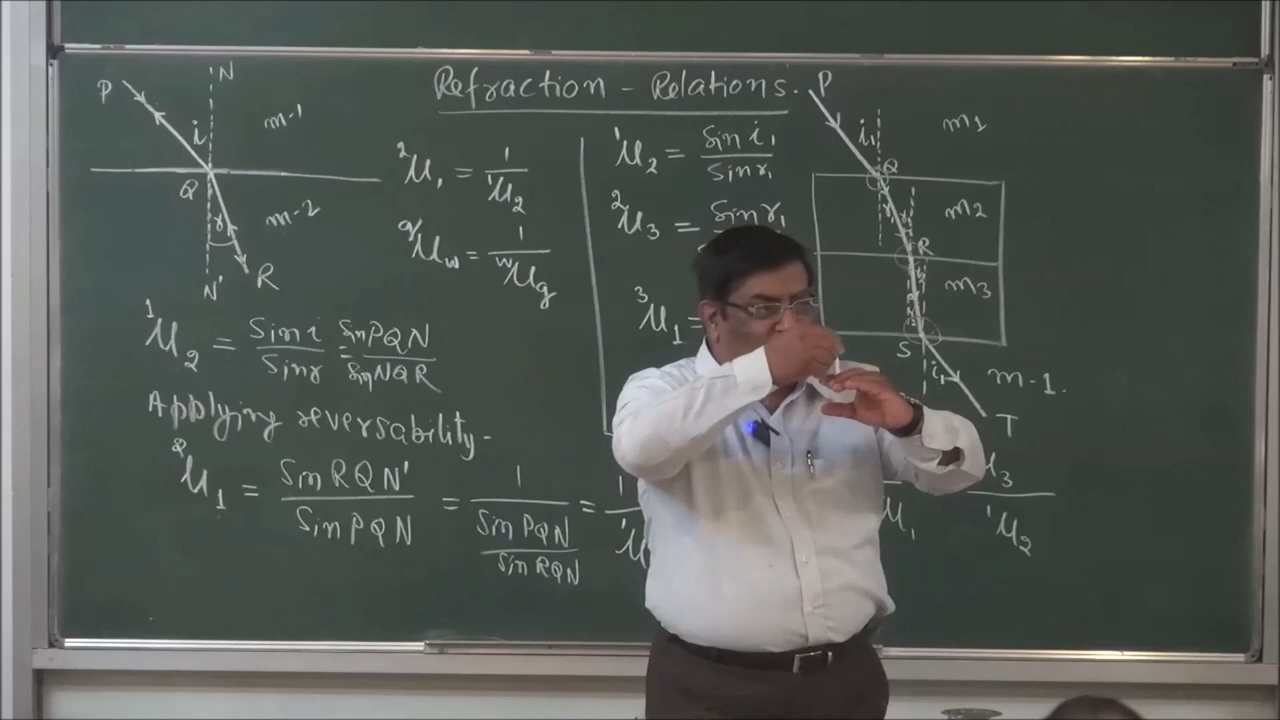 Refraction - Relations.
P
N
i
m-1
Q
r
m-2
N'
R
¹μ₂ = Sin i / Sin r = Sin PQN / Sin NQR
Applying reversability-
²μ₁ = Sin RQN' / Sin PQN = 1 / (Sin PQN / Sin RQN) = 1 / ¹μ
²μ₁ = 1 / ¹μ₂
ᵍμw = 1 / ʷμg
¹μ₂ = Sin i₁ / Sin r₁
²μ₃ = Sin r₁
³μ₁ =
P
i₁
m1
Q
m2
R
m3
S
i₁
m-1.
T
μ₁
μ₃ / ¹μ₂